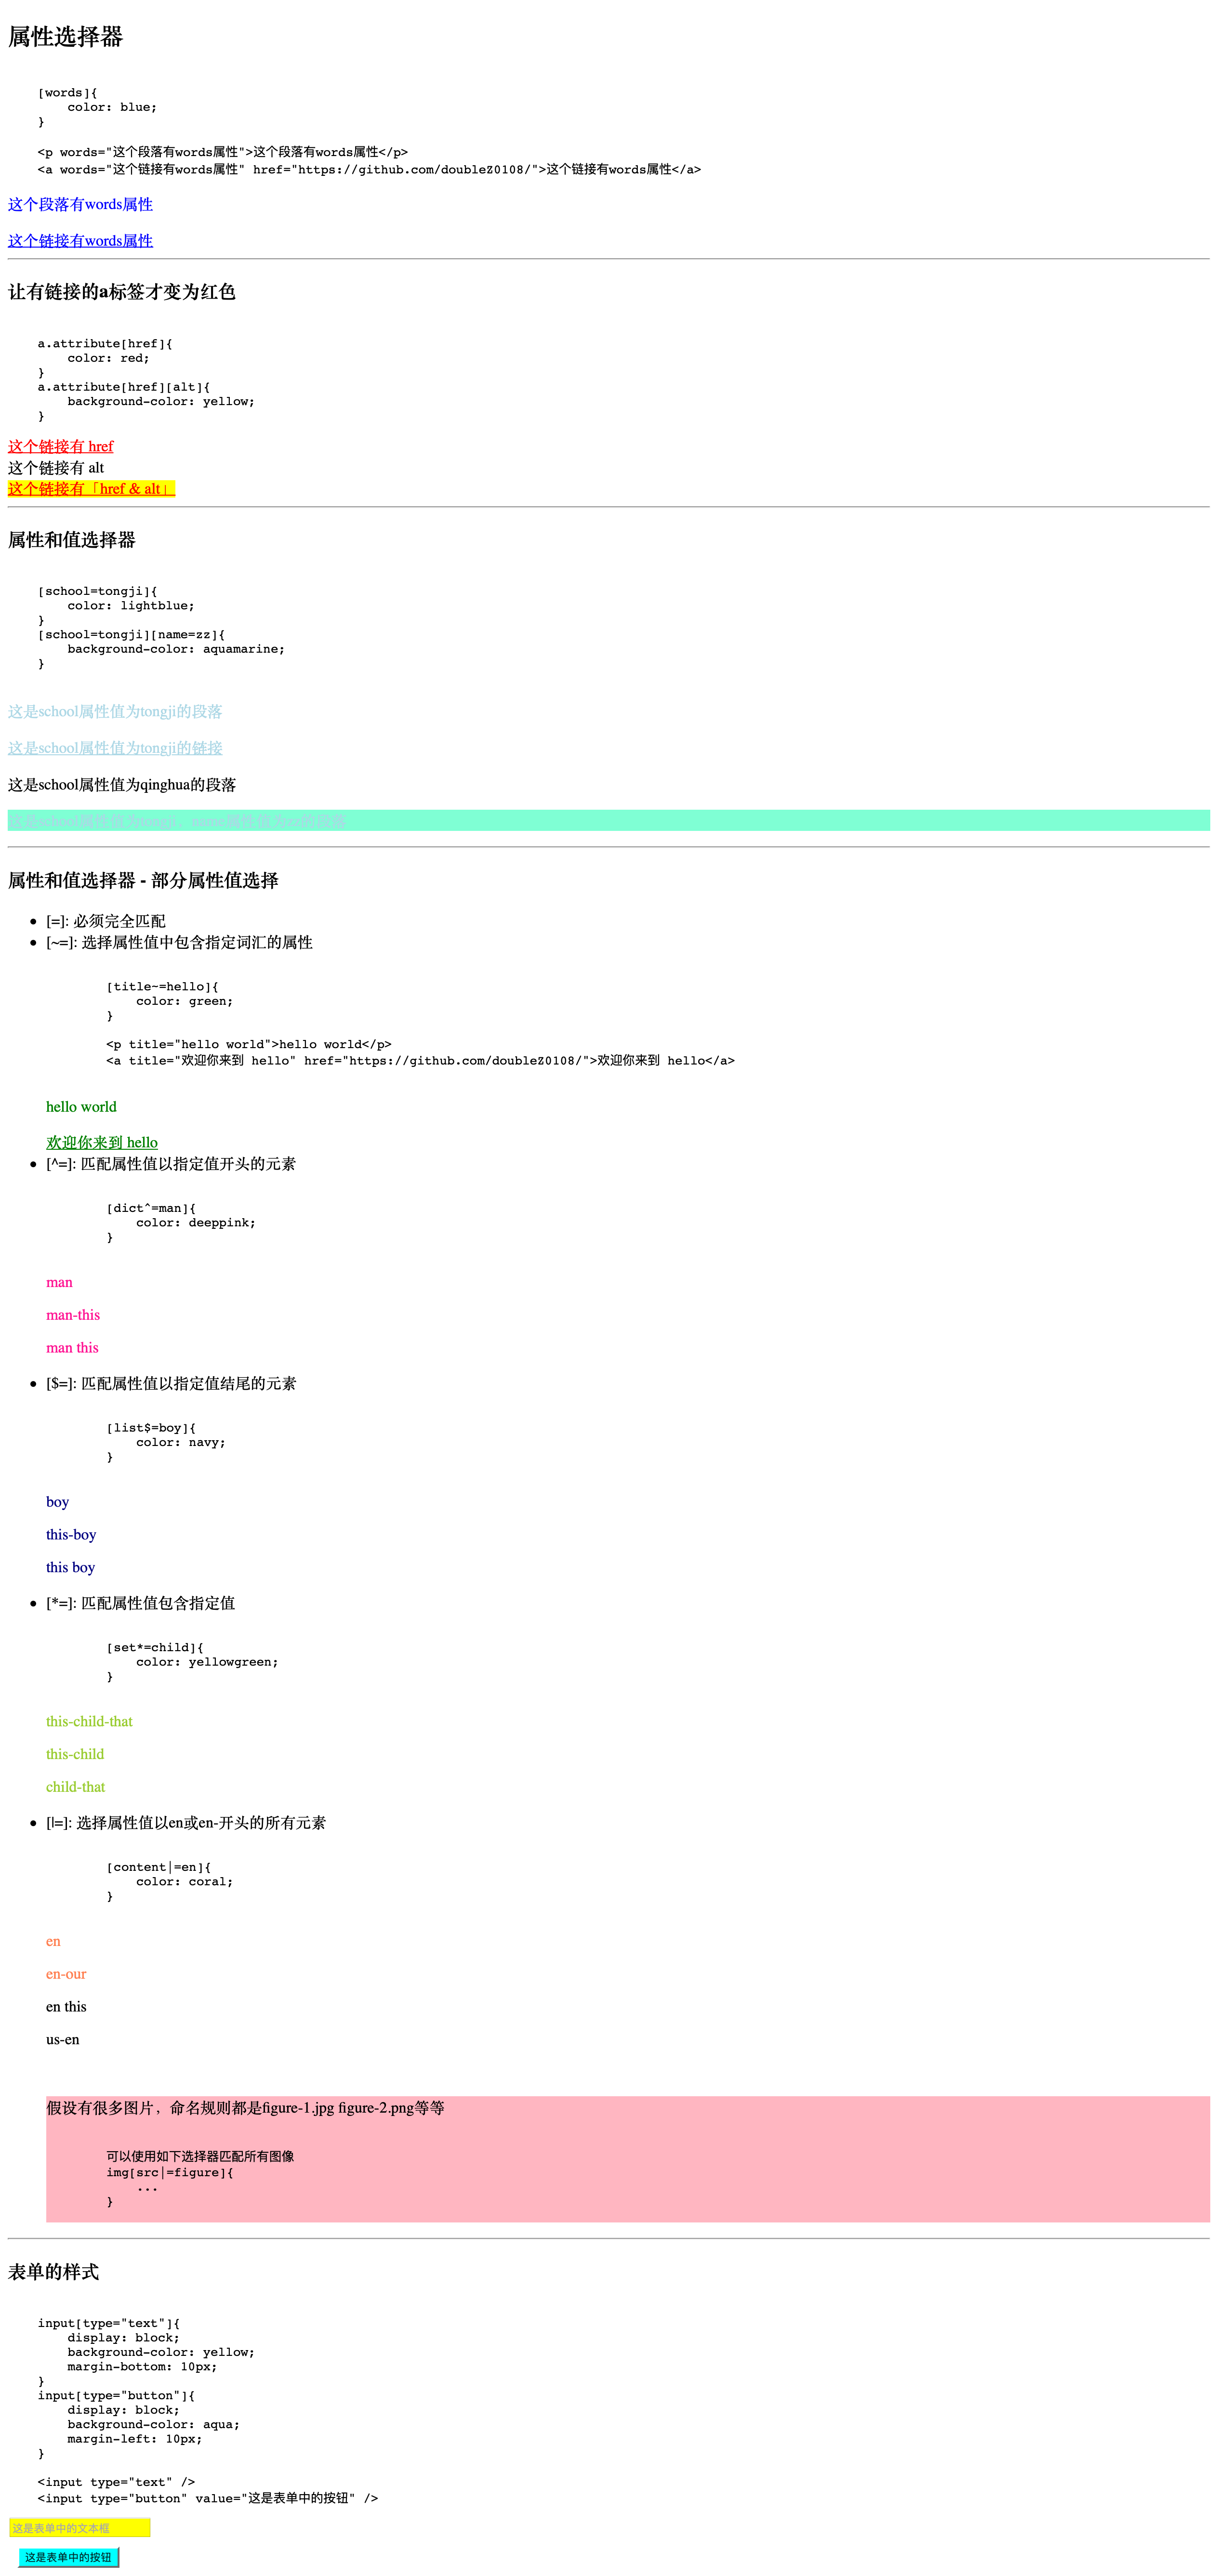 属性选择器
[words]{
color: blue;
}
<p words="这个段落有words属性">这个段落有words属性</p>
<a words="这个链接有words属性" href="https://github.com/doubleZ0108/">这个链接有words属性</a>
这个段落有words属性
这个链接有words属性
让有链接的a标签才变为红色
a.attribute[href]{
color: red;
}
a.attribute[href][alt]{
background-color: yellow;
}
这个链接有 href
这个链接有 alt
这个链接有「href & alt」
属性和值选择器
[school=tongji]{
color: lightblue;
}
[school=tongji][name=zz]{
background-color: aquamarine;
}
这是school属性值为tongji的段落
这是school属性值为tongji的链接
这是school属性值为qinghua的段落
这是school属性值为tongji，name属性值为zz的段落
属性和值选择器 - 部分属性值选择
[=]: 必须完全匹配
[~=]: 选择属性值中包含指定词汇的属性
[title~=hello]{
color: green;
}
<p title="hello world">hello world</p>
<a title="欢迎你来到 hello" href="https://github.com/doubleZ0108/">欢迎你来到 hello</a>
hello world
欢迎你来到 hello
[^=]: 匹配属性值以指定值开头的元素
[dict^=man]{
color: deeppink;
}
man
man-this
man this
[$=]: 匹配属性值以指定值结尾的元素
[list$=boy]{
color: navy;
}
boy
this-boy
this boy
[*=]: 匹配属性值包含指定值
[set*=child]{
color: yellowgreen;
}
this-child-that
this-child
child-that
[|=]: 选择属性值以en或en-开头的所有元素
[content|=en]{
color: coral;
}
en
en-our
en this
us-en
假设有很多图片，命名规则都是figure-1.jpg figure-2.png等等
可以使用如下选择器匹配所有图像
img[src|=figure]{
...
}
表单的样式
input[type="text"]{
display: block;
background-color: yellow;
margin-bottom: 10px;
}
input[type="button"]{
display: block;
background-color: aqua;
margin-left: 10px;
}
<input type="text" />
<input type="button" value="这是表单中的按钮" />
这是表单中的文本框
这是表单中的按钮